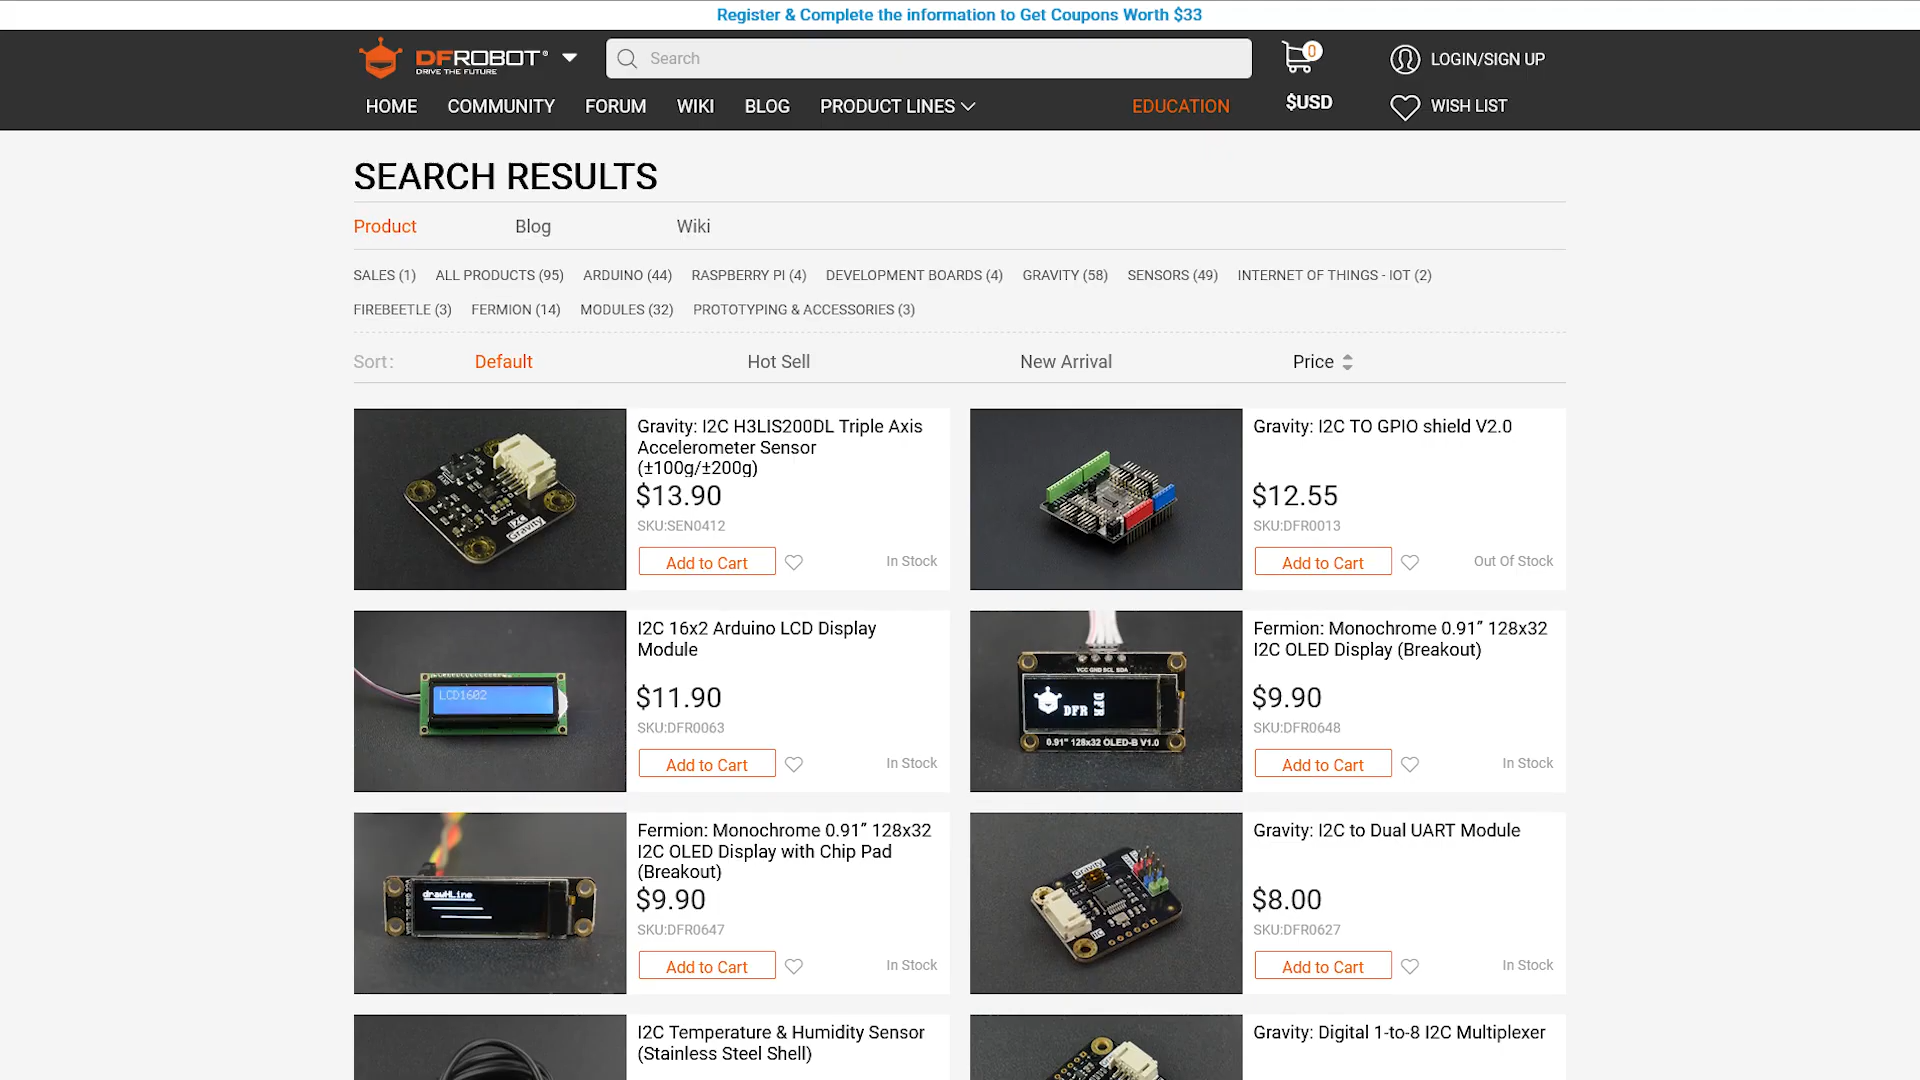 Register & Complete the information to Get Coupons Worth $33
DFROBOT
DRIVE THE FUTURE
Search
0
LOGIN/SIGN UP
HOME
COMMUNITY
FORUM
WIKI
BLOG
PRODUCT LINES
EDUCATION
$USD
WISH LIST
SEARCH RESULTS
Product
Blog
Wiki
SALES (1)
ALL PRODUCTS (95)
ARDUINO (44)
RASPBERRY PI (4)
DEVELOPMENT BOARDS (4)
GRAVITY (58)
SENSORS (49)
INTERNET OF THINGS - IOT (2)
FIREBEETLE (3)
FERMION (14)
MODULES (32)
PROTOTYPING & ACCESSORIES (3)
Sort:
Default
Hot Sell
New Arrival
Price
I2C
Gravity
Gravity: I2C H3LIS200DL Triple Axis
Accelerometer Sensor
(±100g/±200g)
$13.90
SKU:SEN0412
Add to Cart
In Stock
Gravity: I2C TO GPIO shield V2.0
$12.55
SKU:DFR0013
Add to Cart
Out Of Stock
LCD1602
I2C 16x2 Arduino LCD Display
Module
$11.90
SKU:DFR0063
Add to Cart
In Stock
VCC GND SCL SDA
DFR
DFR
0.91" 128x32 OLED-B V1.0
Fermion: Monochrome 0.91” 128x32
I2C OLED Display (Breakout)
$9.90
SKU:DFR0648
Add to Cart
In Stock
drawHLine
Fermion: Monochrome 0.91” 128x32
I2C OLED Display with Chip Pad
(Breakout)
$9.90
SKU:DFR0647
Add to Cart
In Stock
Gravity
Gravity: I2C to Dual UART Module
$8.00
SKU:DFR0627
Add to Cart
In Stock
I2C Temperature & Humidity Sensor
(Stainless Steel Shell)
Gravity: Digital 1-to-8 I2C Multiplexer